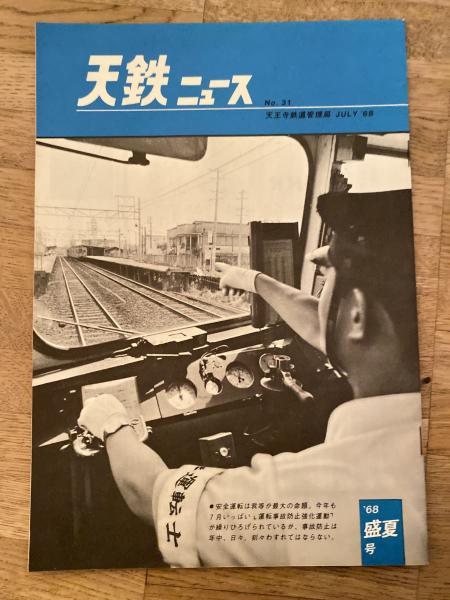 天鉄ニュース
No. 31
天王寺鉄道管理局 JULY '68
運転士
●安全運転は我等が最大の命題。今年も
7月いっぱい、運転事故防止強化運動
が繰りひろげられているが、事故防止は
年中、日々、刻々わすれてはならない。
'68
盛夏
号